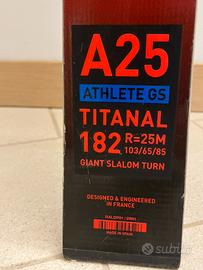 A25
ATHLETE GS
TITANAL
182 R=25M
103/65/85
GIANT SLALOM TURN
DESIGNED & ENGINEERED
IN FRANCE
MADE IN SPAIN
subito